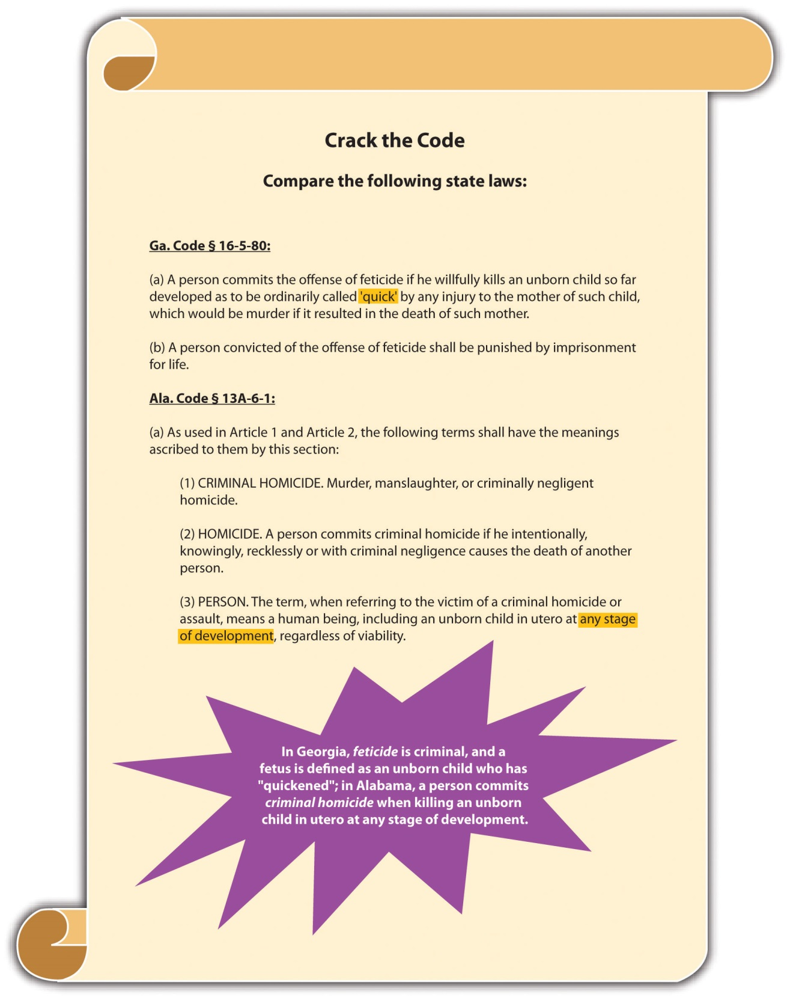 Crack the Code
Compare the following state laws:
Ga. Code § 16-5-80:
(a) A person commits the offense of feticide if he willfully kills an unborn child so far
developed as to be ordinarily called 'quick' by any injury to the mother of such child,
which would be murder if it resulted in the death of such mother.
(b) A person convicted of the offense of feticide shall be punished by imprisonment
for life.
Ala. Code § 13A-6-1:
(a) As used in Article 1 and Article 2, the following terms shall have the meanings
ascribed to them by this section:
(1) CRIMINAL HOMICIDE. Murder, manslaughter, or criminally negligent
homicide.
(2) HOMICIDE. A person commits criminal homicide if he intentionally,
knowingly, recklessly or with criminal negligence causes the death of another
person.
(3) PERSON. The term, when referring to the victim of a criminal homicide or
assault, means a human being, including an unborn child in utero at any stage
of development, regardless of viability.
In Georgia, feticide is criminal, and a
fetus is defined as an unborn child who has
"quickened"; in Alabama, a person commits
criminal homicide when killing an unborn
child in utero at any stage of development.